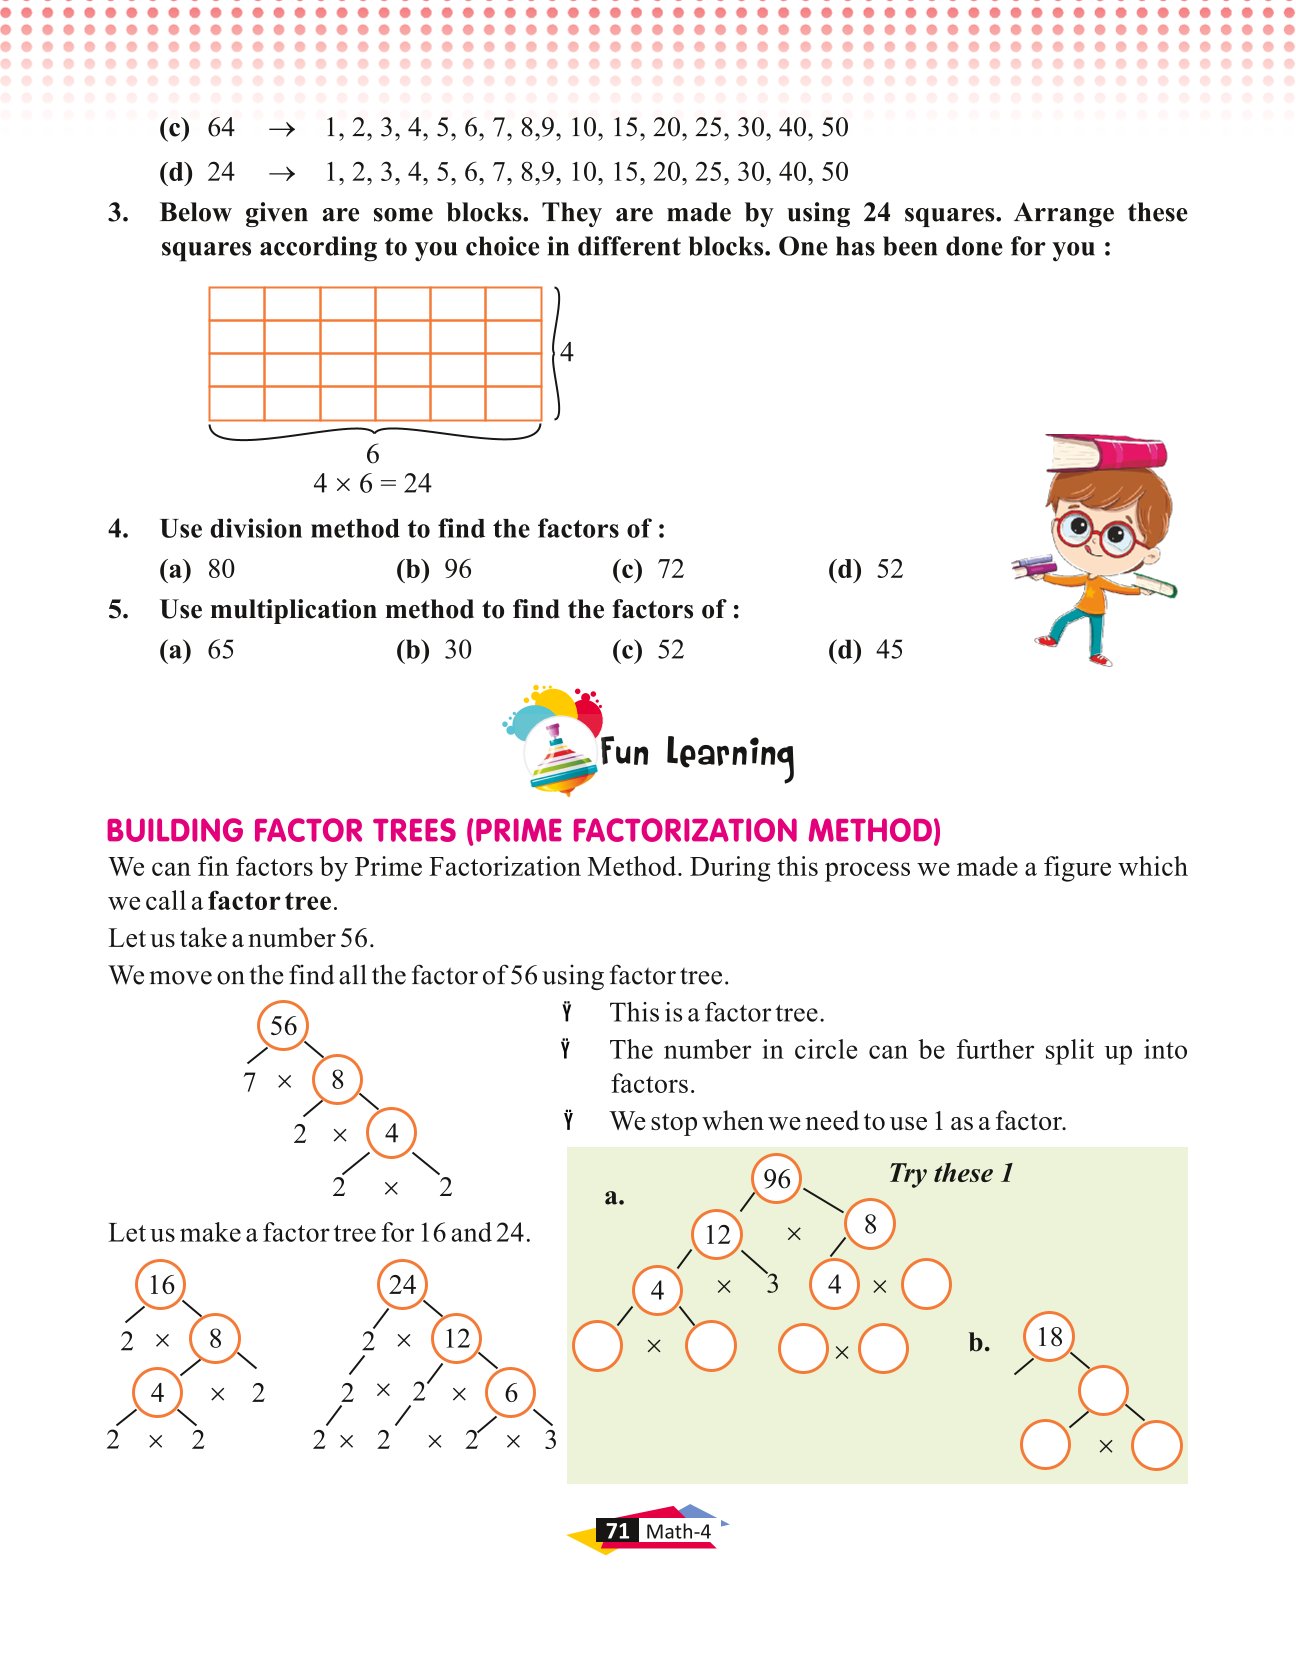 (c) 64 → 1, 2, 3, 4, 5, 6, 7, 8,9, 10, 15, 20, 25, 30, 40, 50
(d) 24 → 1, 2, 3, 4, 5, 6, 7, 8,9, 10, 15, 20, 25, 30, 40, 50
3. Below given are some blocks. They are made by using 24 squares. Arrange these
squares according to you choice in different blocks. One has been done for you :
4
6
4 × 6 = 24
4. Use division method to find the factors of :
(a) 80 (b) 96 (c) 72 (d) 52
5. Use multiplication method to find the factors of :
(a) 65 (b) 30 (c) 52 (d) 45
Fun Learning
BUILDING FACTOR TREES (PRIME FACTORIZATION METHOD)
We can fin factors by Prime Factorization Method. During this process we made a figure which
we call a factor tree.
Let us take a number 56.
We move on the find all the factor of 56 using factor tree.
56
7 × 8
2 × 4
2 × 2
Ÿ This is a factor tree.
Ÿ The number in circle can be further split up into
factors.
Ÿ We stop when we need to use 1 as a factor.
Let us make a factor tree for 16 and 24.
16
2 × 8
4 × 2
2 × 2
24
2 × 12
2 × 2 × 6
2 × 2 × 2 × 3
Try these 1
a.
96
12 × 8
4 × 3 4 ×
× ×
b.
18
×
71 Math-4